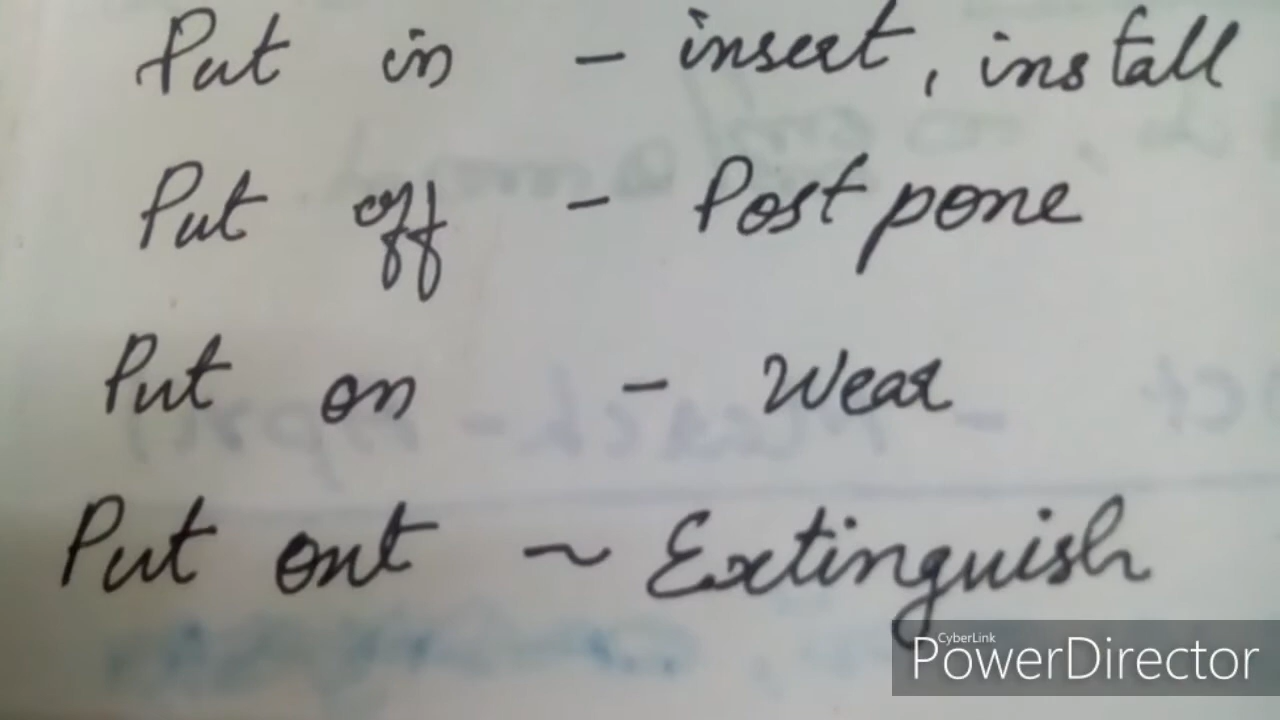 Put in - insert, install
Put off - Postpone
Put on - Wear
Put out ~ Extinguish
CyberLink
PowerDirector